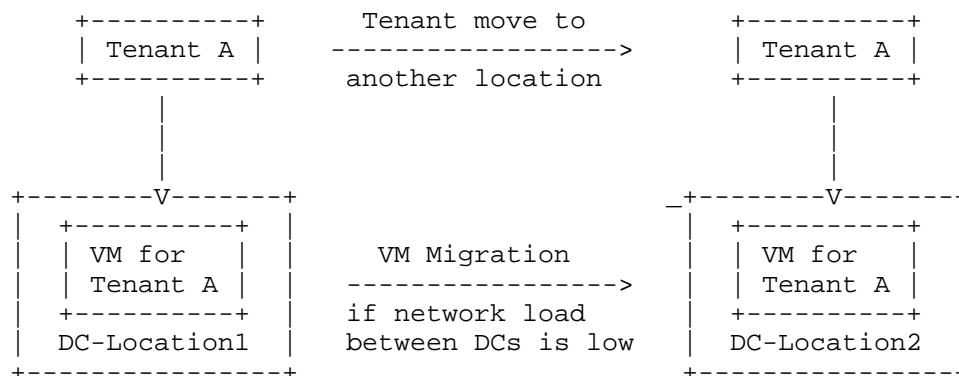 Tenant A Tenant move to Tenant A
another location
VM for VM Migration VM for
Tenant A Tenant A
if network load
DC-Location1 between DCs is low DC-Location2